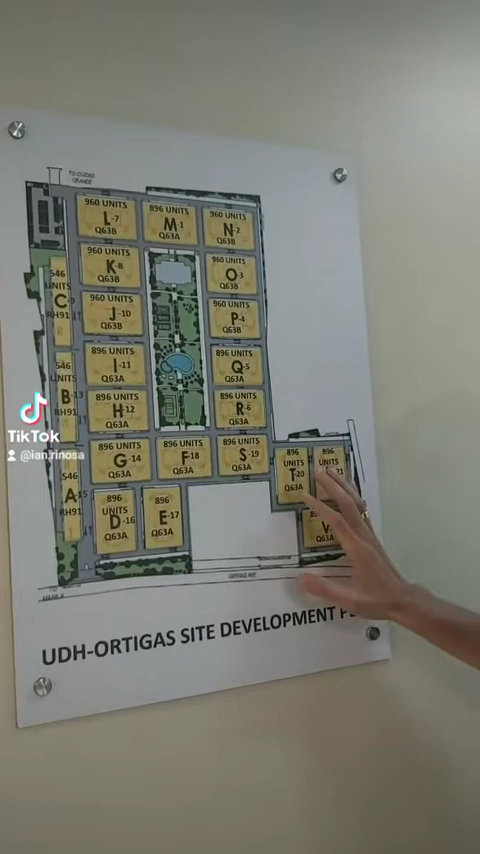 TO CIUDAD
GRANDE
960 UNITS
L-7
Q63B
896 UNITS
M-1
Q63A
960 UNITS
N-2
Q63B
960 UNITS
K-8
Q63B
960 UNITS
O-3
Q63B
546
UNITS
C-9
RH91
960 UNITS
J-10
Q63B
960 UNITS
P-4
Q63B
896 UNITS
I-11
Q63A
896 UNITS
Q-5
Q63A
546
UNITS
B-13
RH91
896 UNITS
H-12
Q63A
896 UNITS
R-6
Q63A
546
UNITS
A-15
RH91
896 UNITS
G-14
Q63A
896 UNITS
F-18
Q63A
896 UNITS
S-19
Q63A
896
UNITS
T-20
Q63A
896
UNITS
896
UNITS
D-16
Q63A
896
E-17
Q63A
V
Q63A
ORTIGAS AVE
UDH-ORTIGAS SITE DEVELOPMENT
TikTok
@ian.rinosa